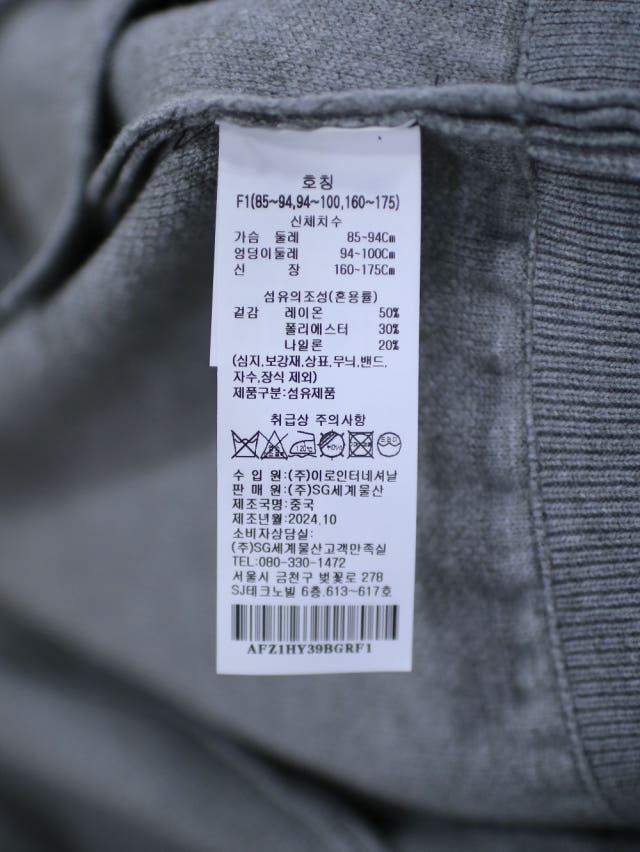 호칭
F1(85~94,94~100,160~175)
신체치수
가슴 둘레 85~94Cm
엉덩이둘레 94~100Cm
신 장 160~175Cm
섬유의조성(혼용률)
겉감 레이온 50%
폴리에스터 30%
나일론 20%
(심지,보강재,상표,무늬,밴드,
자수,장식 제외)
제품구분:섬유제품
취급상 주의사항
120℃ 드라이
수 입 원:(주)이로인터네셔날
판 매 원:(주)SG세계물산
제조국명:중국
제조년월:2024.10
소비자상담실:
(주)SG세계물산고객만족실
TEL:080-330-1472
서울시 금천구 벚꽃로 278
SJ테크노빌 6층,613~617호
AFZ1HY39BGRF1